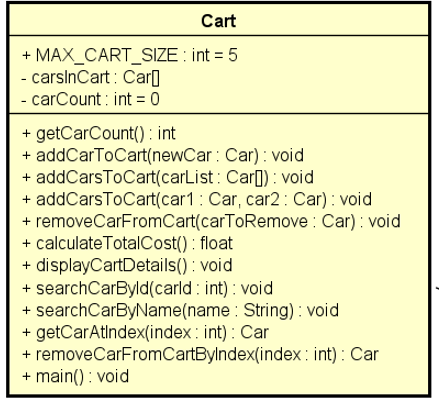 Cart
+ MAX_CART_SIZE : int = 5
- carsInCart : Car[]
- carCount : int = 0
+ getCarCount() : int
+ addCarToCart(newCar : Car) : void
+ addCarsToCart(carList : Car[]) : void
+ addCarsToCart(car1 : Car, car2 : Car) : void
+ removeCarFromCart(carToRemove : Car) : void
+ calculateTotalCost() : float
+ displayCartDetails() : void
+ searchCarById(carId : int) : void
+ searchCarByName(name : String) : void
+ getCarAtIndex(index : int) : Car
+ removeCarFromCartByIndex(index : int) : Car
+ main() : void